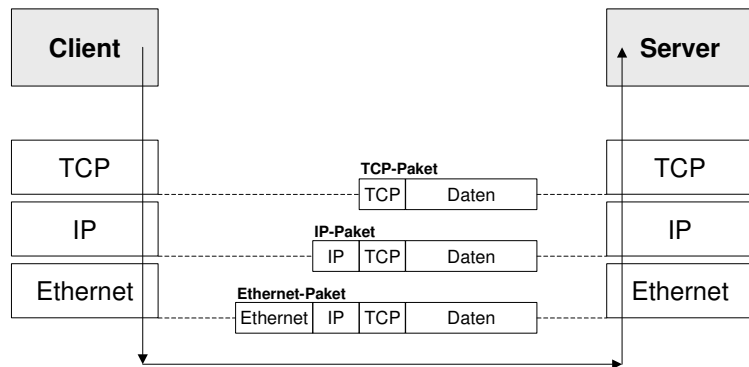 Client
Server
TCP
TCP-Paket
TCP Daten
TCP
IP
IP-Paket
IP TCP Daten
IP
Ethernet
Ethernet-Paket
Ethernet IP TCP Daten
Ethernet